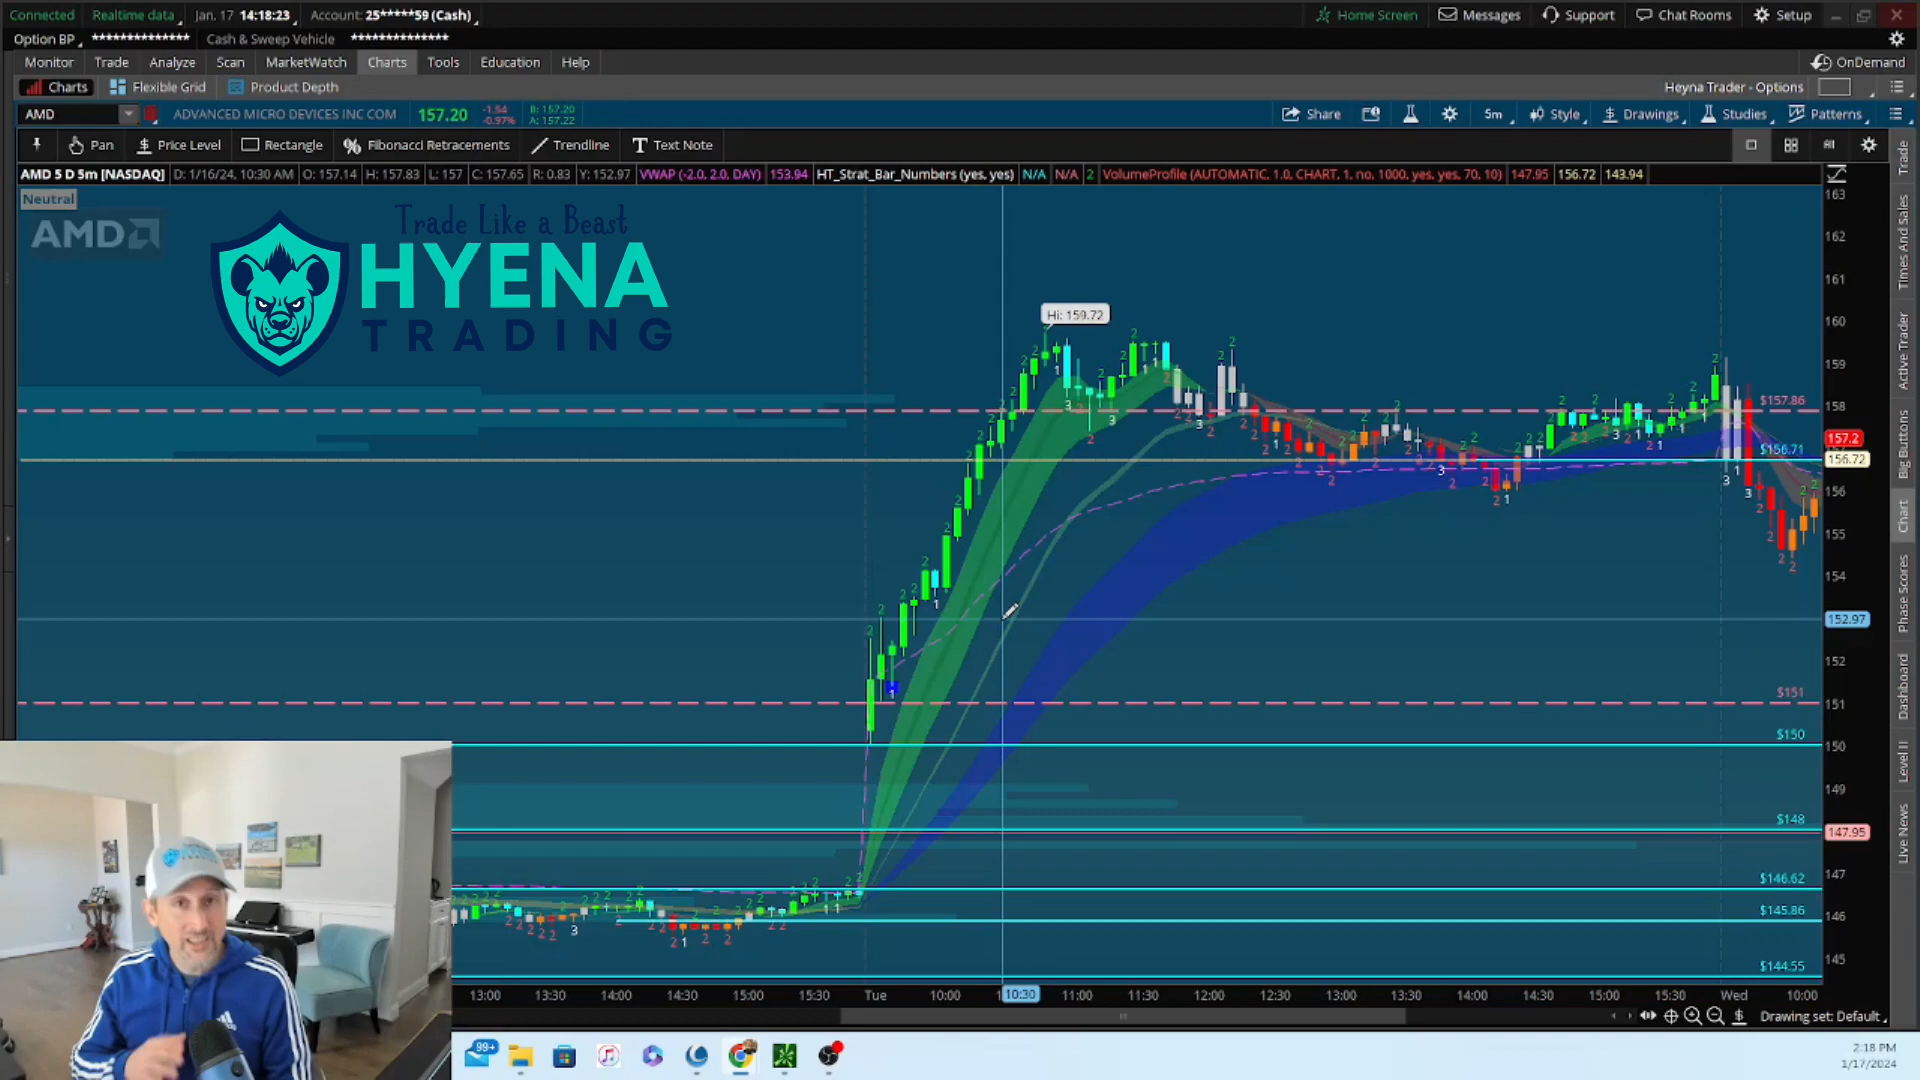 Connected Realtime data Jan. 17 14:18:23 Account: 25*****59 (Cash) Home Screen Messages Support Chat Rooms Setup
Option BP ************** Cash & Sweep Vehicle **************
Monitor Trade Analyze Scan MarketWatch Charts Tools Education Help OnDemand
Charts Flexible Grid Product Depth Heyna Trader - Options
AMD ADVANCED MICRO DEVICES INC COM 157.20 -1.54 -0.97% B: 157.20 A: 157.22 Share 5m Style Drawings Studies Patterns
Pan Price Level Rectangle Fibonacci Retracements Trendline Text Note
AMD 5 D 5m [NASDAQ] D: 1/16/24, 10:30 AM O: 157.14 H: 157.83 L: 157 C: 157.65 R: 0.83 Y: 152.97 VWAP (-2.0, 2.0, DAY) 153.94 HT_Strat_Bar_Numbers (yes, yes) N/A N/A 2 VolumeProfile (AUTOMATIC, 1.0, CHART, 1, no, 1000, yes, yes, 70, 10) 147.95 156.72 143.94
Neutral
AMD
Trade Like a Beast
HYENA
TRADING
Hi: 159.72
$157.86
$156.71
$151
$150
$148
$146.62
$145.86
$144.55
163
162
161
160
159
158
157.2
156.72
156
155
154
152.97
152
151
150
149
147.95
147
146
145
Trade
Times And Sales
Active Trader
Big Buttons
Chart
Phase Scores
Dashboard
Level II
Live News
HYENA
TRADING
13:00 13:30 14:00 14:30 15:00 15:30 Tue 10:00 10:30 11:00 11:30 12:00 12:30 13:00 13:30 14:00 14:30 15:00 15:30 Wed 10:00
Drawing set: Default
99+
2:18 PM
1/17/2024